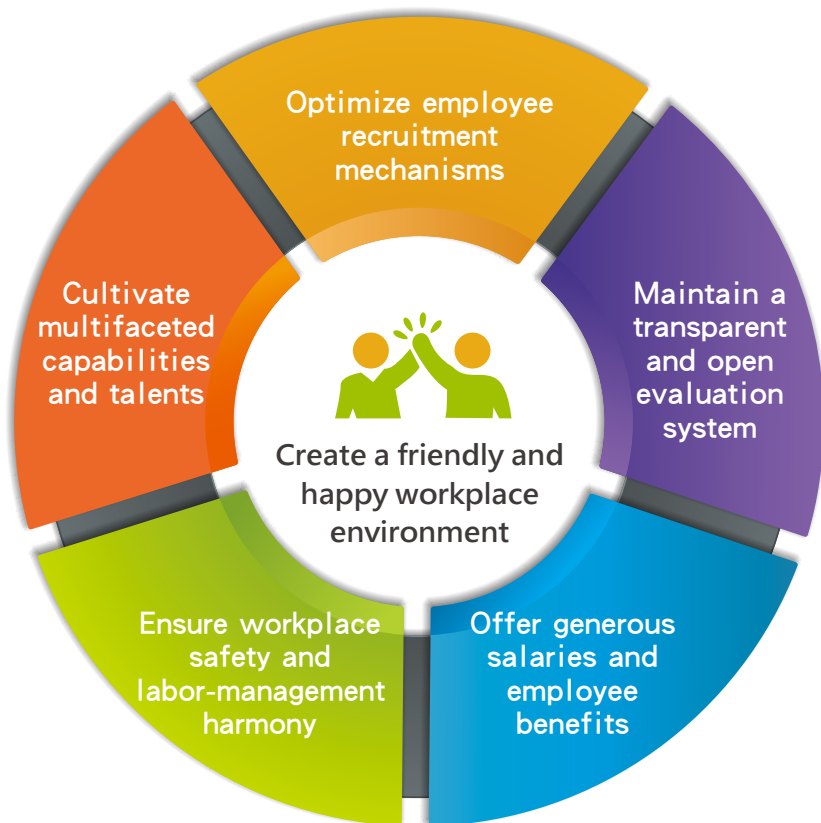 Optimize employee
recruitment
mechanisms
Maintain a
transparent
and open
evaluation
system
Offer generous
salaries and
employee
benefits
Ensure workplace
safety and
labor-management
harmony
Cultivate
multifaceted
capabilities
and talents
Create a friendly and
happy workplace
environment